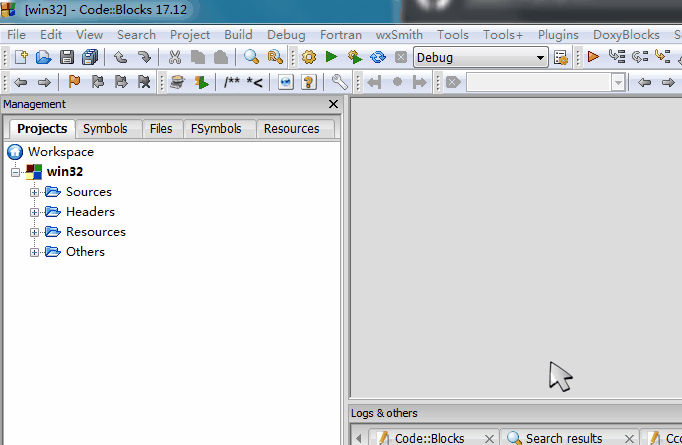 [win32] - Code::Blocks 17.12
File Edit View Search Project Build Debug Fortran wxSmith Tools Tools+ Plugins DoxyBlocks
Debug
/** *<
Management
Projects Symbols Files FSymbols Resources
Workspace
win32
Sources
Headers
Resources
Others
Logs & others
Code::Blocks Search results